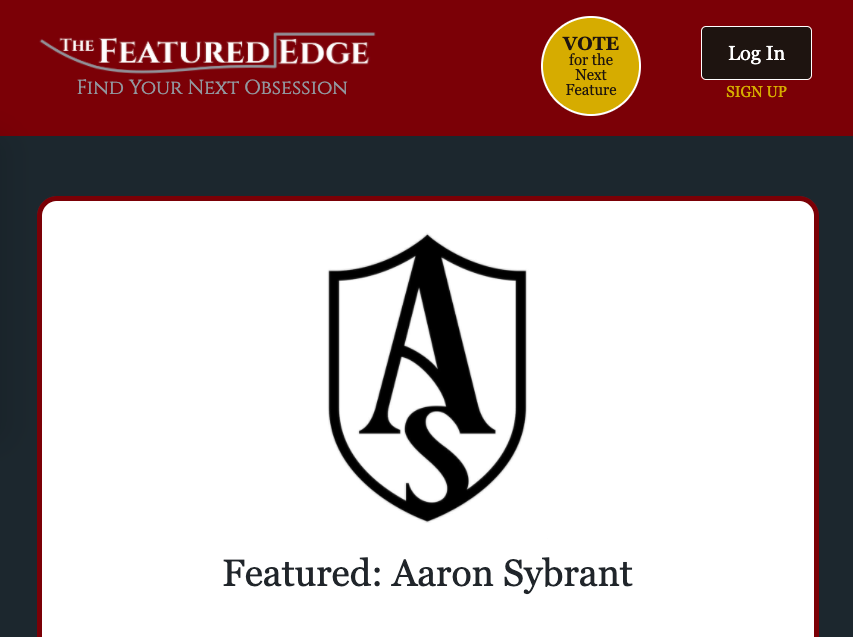 THE FEATURED EDGE
FIND YOUR NEXT OBSESSION
VOTE
for the
Next
Feature
Log In
SIGN UP
AS
Featured: Aaron Sybrant